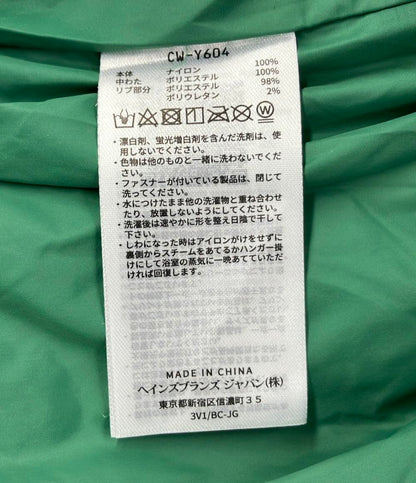 CW-Y604
本体 ナイロン 100%
中わた ポリエステル 100%
リブ部分 ポリエステル 98%
ポリウレタン 2%
・漂白剤、蛍光増白剤を含んだ洗剤は、使
用しないでください。
・色物は他のものと一緒に洗わないでくだ
さい。
・ファスナーが付いている製品は、閉じて
洗ってください。
・水につけたまま他の洗濯物と重ね合わせ
たり、放置しないようにしてください。
・洗濯後は速やかに形を整え日陰で干して
下さい。
・しわになった時はアイロンがけをせずに
裏側からスチームをあてるかハンガー掛
けにして浴室の蒸気に一晩あてていただ
ければ回復します。
MADE IN CHINA
ヘインズブランズ ジャパン(株)
東京都新宿区信濃町35
3V1/BC-JG